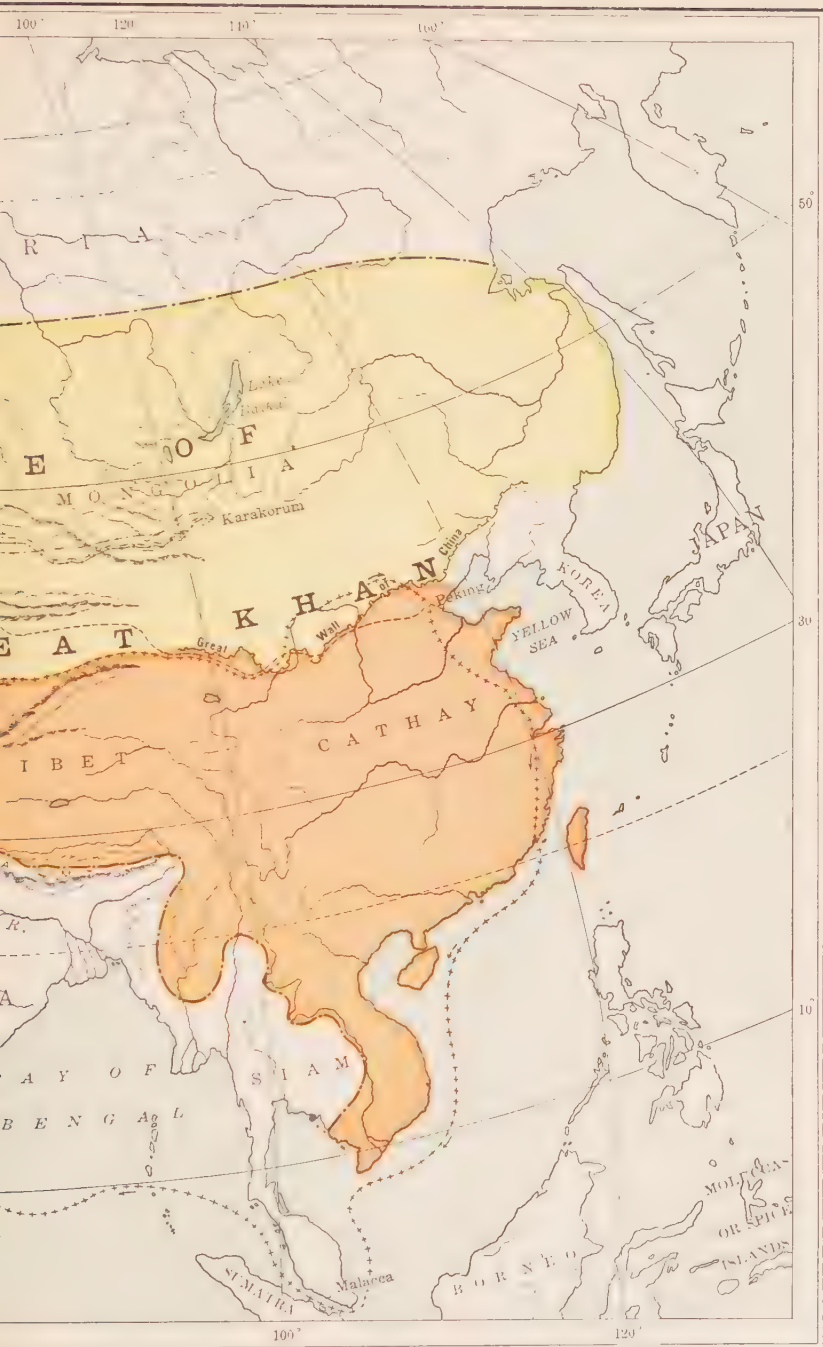 100°
120°
140°
160°
50°
R I A
Lake
Baikal
E O F
M O N G O L I A
Karakorum
China
JAPAN
K H A N
of
Peking
KOREA
Wall
YELLOW
SEA
30°
E A T
Great
C A T H A Y
I B E T
R.
A
10°
A Y O F
S I A M
B E N G A L
MOLUCCAS
OR SPICE
ISLANDS
Malacca
B O R N E O
SUMATRA
100°
120°